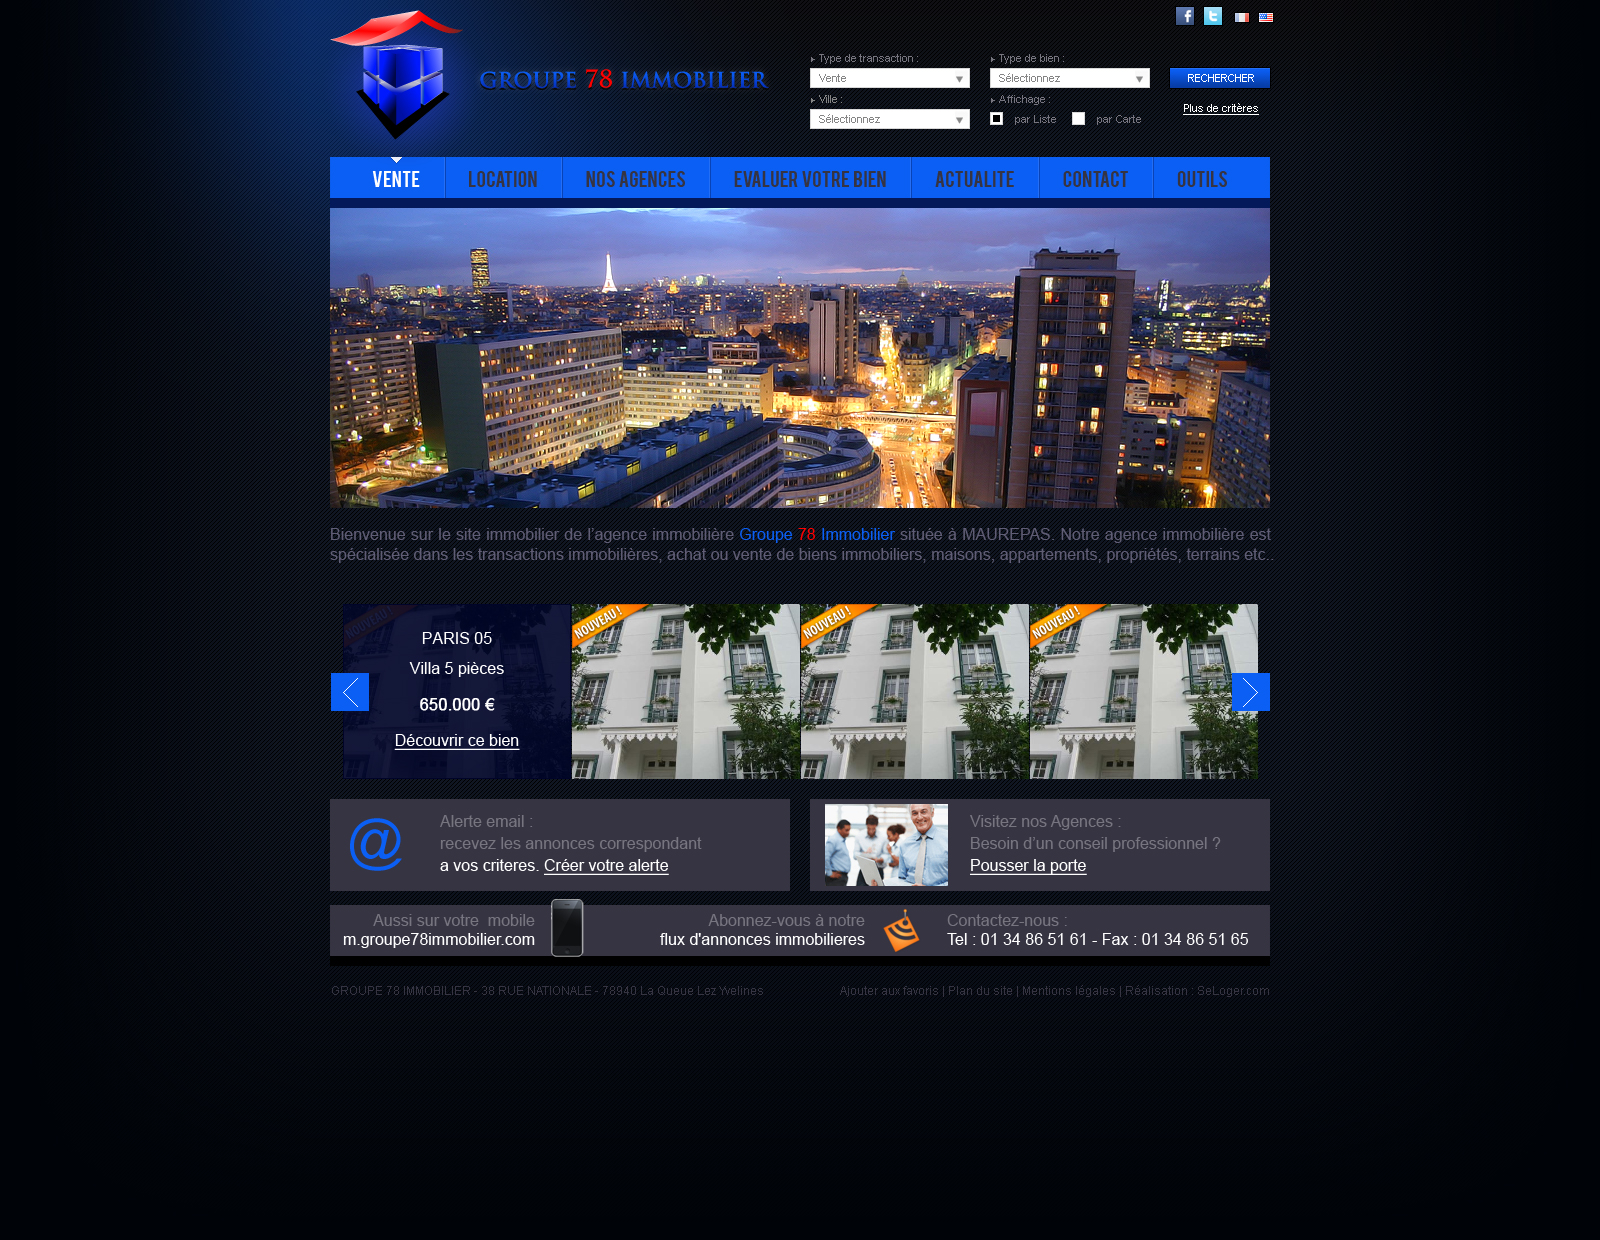 GROUPE 78 IMMOBILIER
Type de transaction :
Type de bien :
Vente
Sélectionnez
RECHERCHER
Ville :
Affichage :
Plus de critères
Sélectionnez
par Liste
par Carte
VENTE
LOCATION
NOS AGENCES
EVALUER VOTRE BIEN
ACTUALITE
CONTACT
OUTILS
Bienvenue sur le site immobilier de l’agence immobilière Groupe 78 Immobilier située à MAUREPAS. Notre agence immobilière est
spécialisée dans les transactions immobilières, achat ou vente de biens immobiliers, maisons, appartements, propriétés, terrains etc..
NOUVEAU !
NOUVEAU !
NOUVEAU !
NOUVEAU !
PARIS 05
Villa 5 pièces
650.000 €
Découvrir ce bien
Alerte email :
recevez les annonces correspondant
a vos criteres. Créer votre alerte
Visitez nos Agences :
Besoin d’un conseil professionnel ?
Pousser la porte
Aussi sur votre mobile
m.groupe78immobilier.com
Abonnez-vous à notre
flux d'annonces immobilieres
Contactez-nous :
Tel : 01 34 86 51 61 - Fax : 01 34 86 51 65
GROUPE 78 IMMOBILIER - 38 RUE NATIONALE - 78940 La Queue Lez Yvelines
Ajouter aux favoris | Plan du site | Mentions légales | Réalisation : SeLoger.com